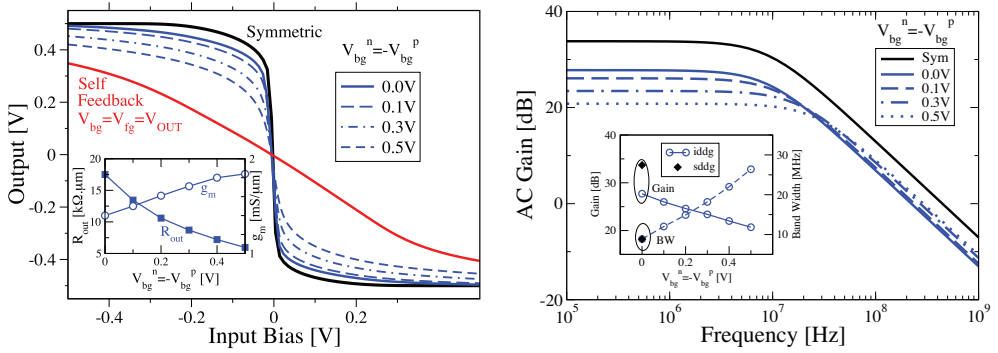 Symmetric
V_bg^n=-V_bg^p
0.0V
0.1V
0.3V
0.5V
Self
Feedback
V_bg=V_fg=V_OUT
0.4
0.2
0
-0.2
-0.4
Output [V]
-0.4
-0.2
0
0.2
0.4
Input Bias [V]
20
15
10
5
R_out [kΩ.μm]
2
1
g_m [mS/μm]
g_m
R_out
0
0.2
0.4
V_bg^n=-V_bg^p [V]
40
20
0
-20
AC Gain [dB]
10^5
10^6
10^7
10^8
10^9
Frequency [Hz]
V_bg^n=-V_bg^p
Sym
0.0V
0.1V
0.3V
0.5V
40
35
30
25
20
Gain [dB]
30
20
10
Band Width [MHz]
iddg
sddg
Gain
BW
0
0.2
0.4
V_bg^n=-V_bg^p [V]